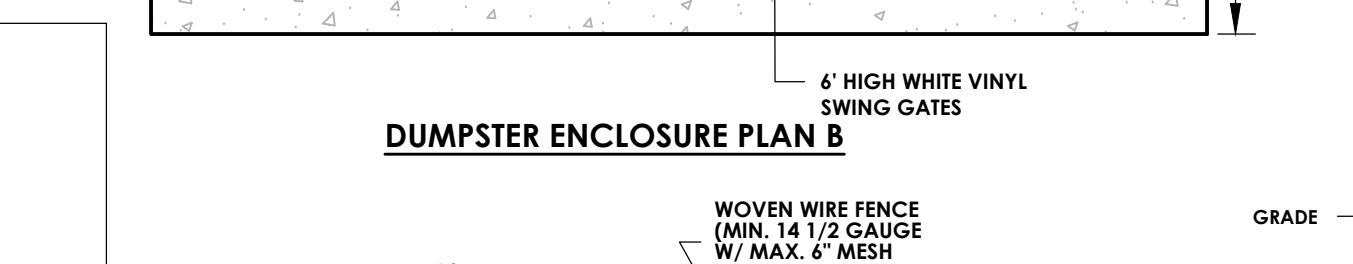 6' HIGH WHITE VINYL
SWING GATES
DUMPSTER ENCLOSURE PLAN B
WOVEN WIRE FENCE
(MIN. 14 1/2 GAUGE
W/ MAX. 6" MESH
GRADE